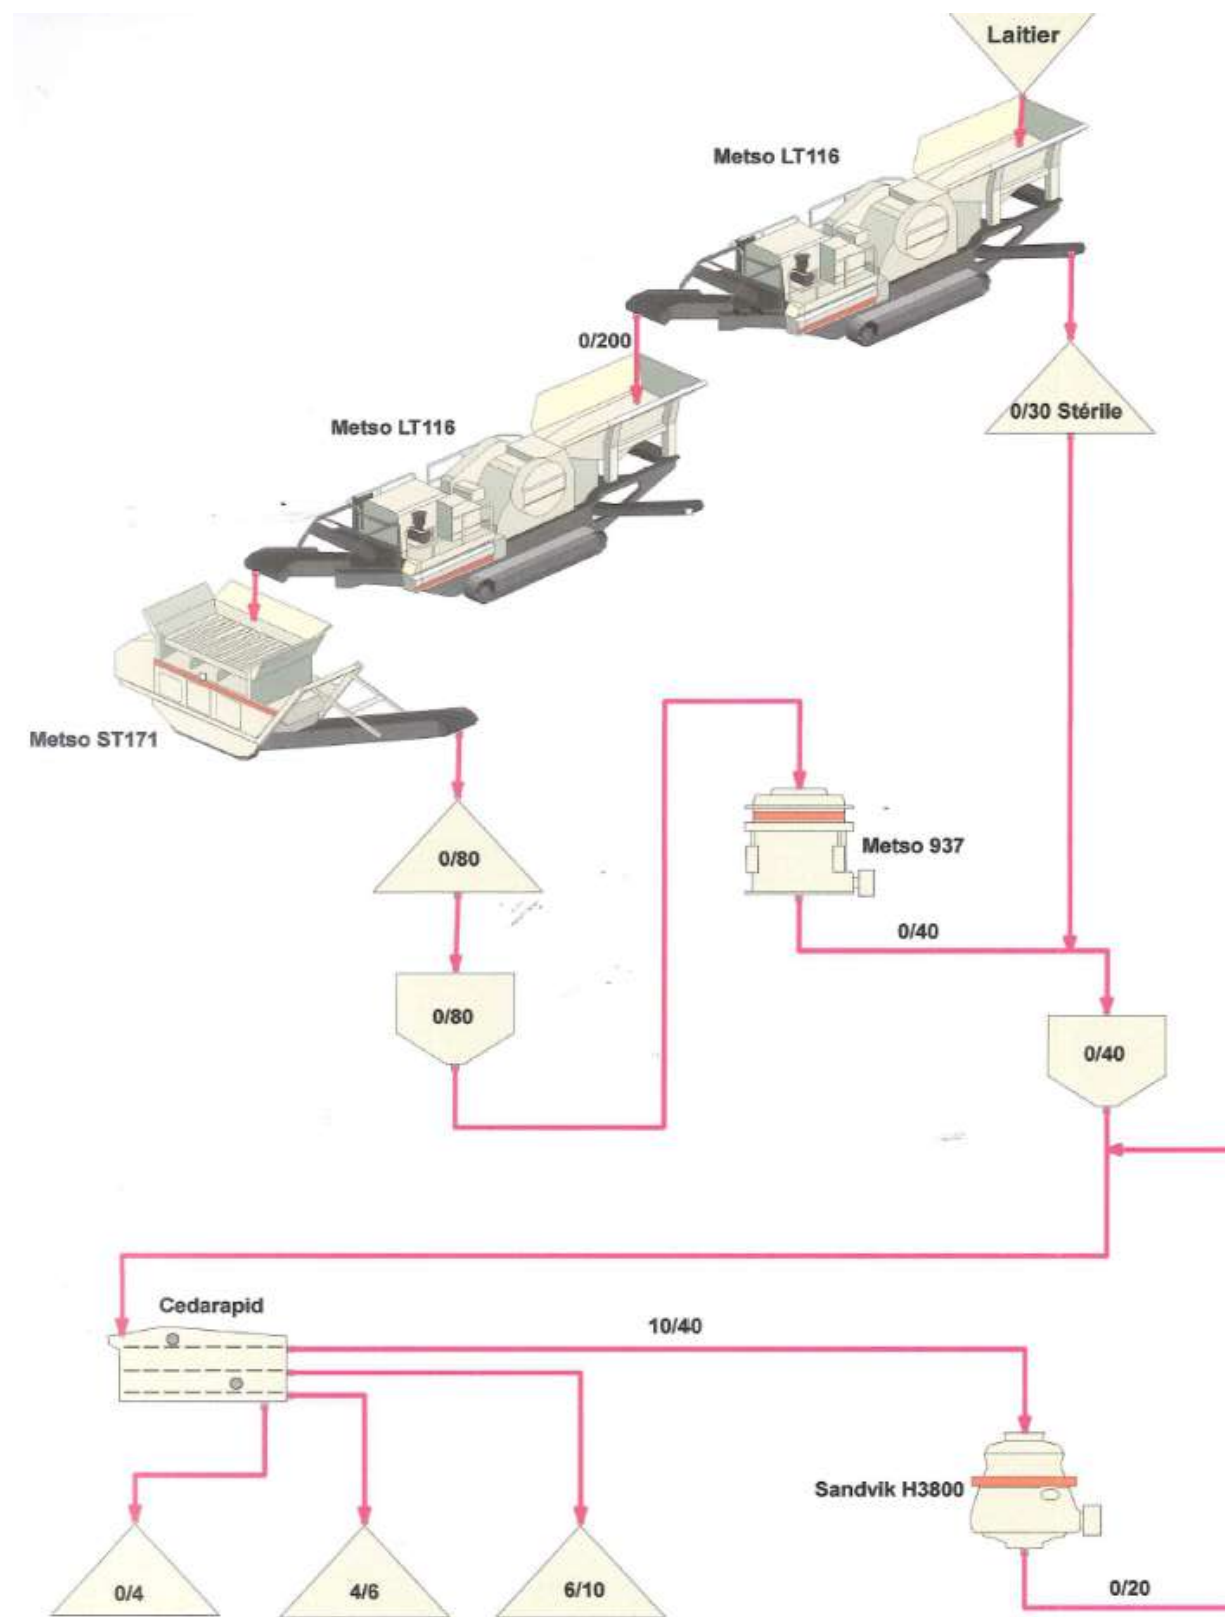 Laitier
Metso LT116
0/200
0/30 Stérile
Metso LT116
Metso ST171
0/80
Metso 937
0/40
0/80
0/40
Cedarapid
10/40
Sandvik H3800
0/4
4/6
6/10
0/20